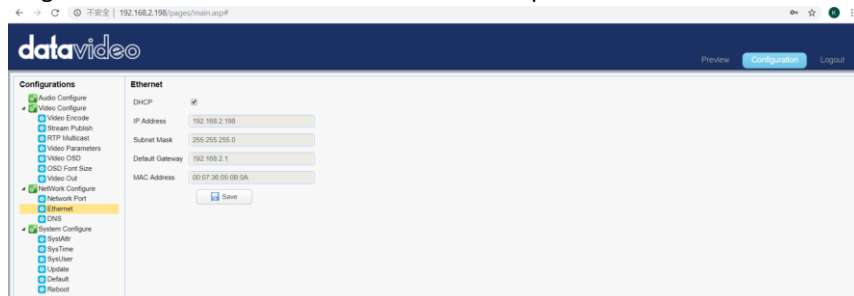 不安全 | 192.168.2.198/pages/main.asp#
K
datavideo
Preview
Configuration
Logout
Configurations
Audio Configure
Video Configure
Video Encode
Stream Publish
RTP Multicast
Video Parameters
Video OSD
OSD Font Size
Video Out
NetWork Configure
Network Port
Ethernet
DNS
System Configure
SystAttr
SysTime
SysUser
Update
Default
Reboot
Ethernet
DHCP
IP Address 192.168.2.198
Subnet Mask 255.255.255.0
Default Gateway 192.168.2.1
MAC Address 00:07:36:05:0B:0A
Save